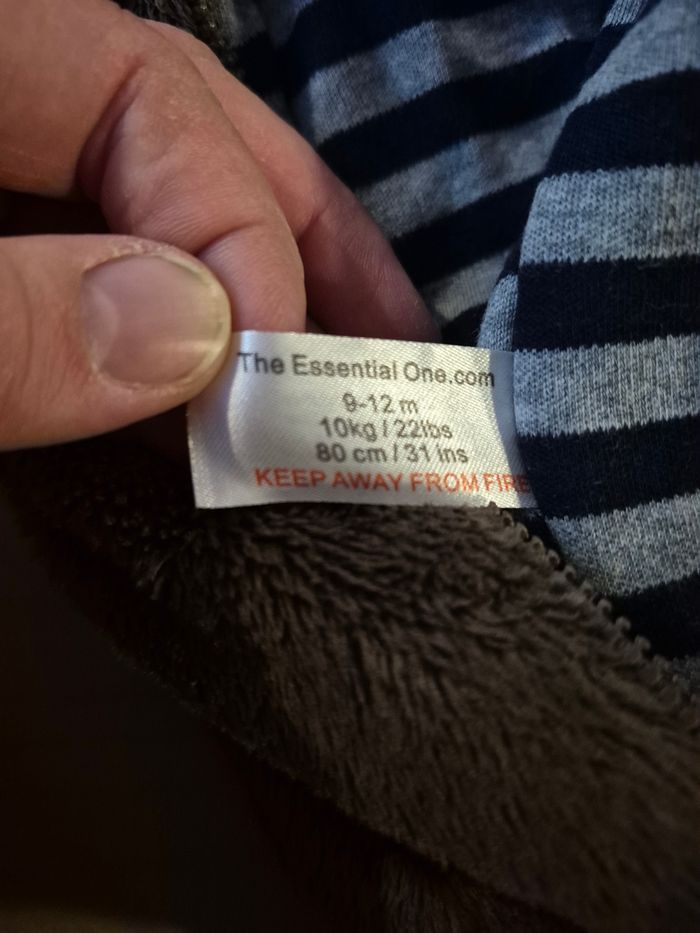 The Essential One.com
9-12 m
10kg / 22lbs
80 cm / 31 ins
KEEP AWAY FROM FIRE